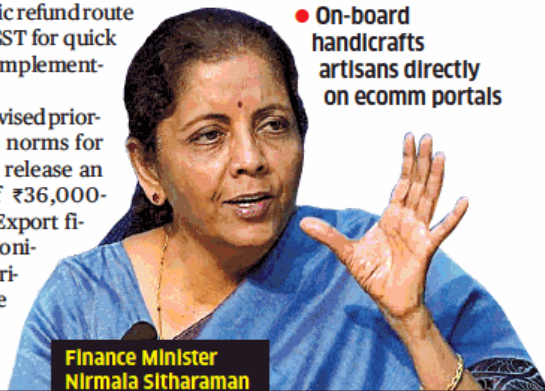 ic refund route
ST for quick
mplement-
vised prior-
norms for
release an
₹36,000-
Export fi-
oni-
ri-
e
● On-board
handicrafts
artisans directly
on ecomm portals
Finance Minister
Nirmala Sitharaman